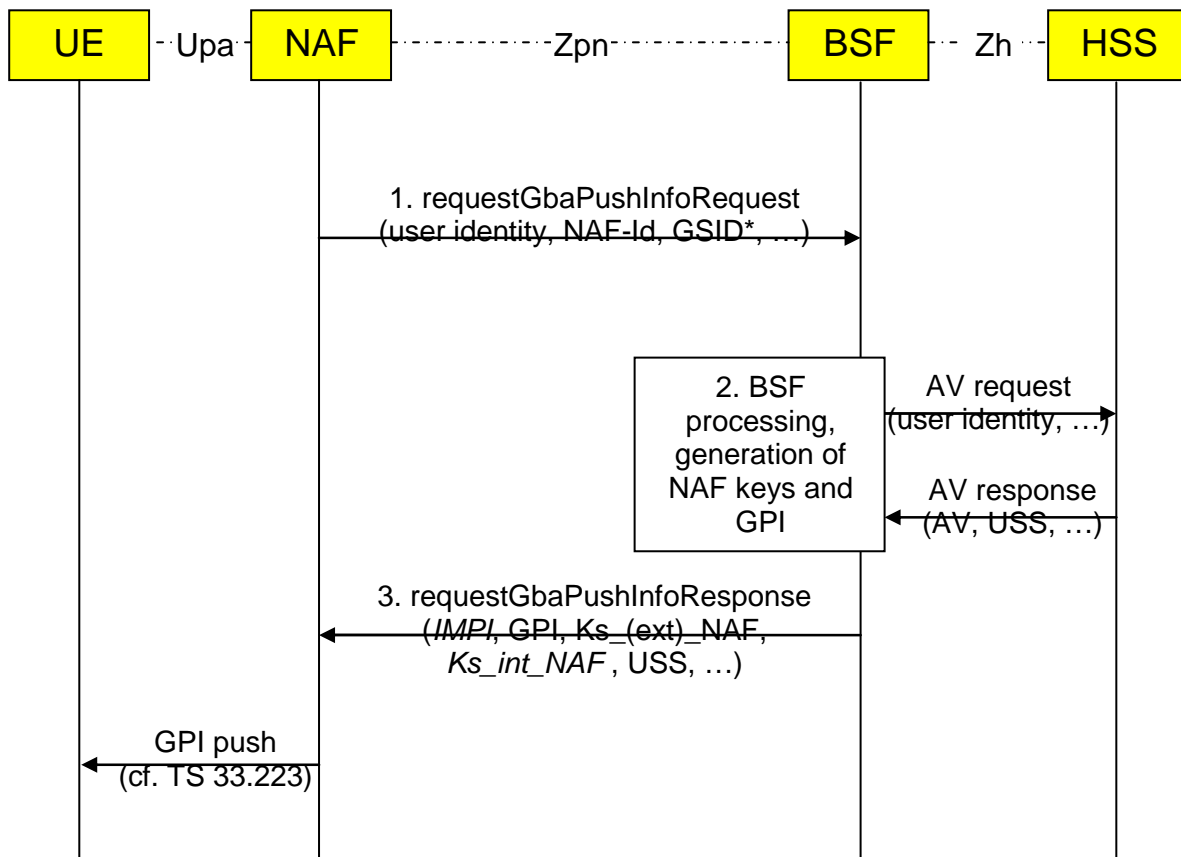 UE
Upa
NAF
Zpn
BSF
Zh
HSS
1. requestGbaPushInfoRequest
(user identity, NAF-Id, GSID*, …)
2. BSF
processing,
generation of
NAF keys and
GPI
AV request
(user identity, …)
AV response
(AV, USS, …)
3. requestGbaPushInfoResponse
(IMPI, GPI, Ks_(ext)_NAF,
Ks_int_NAF , USS, …)
GPI push
(cf. TS 33.223)